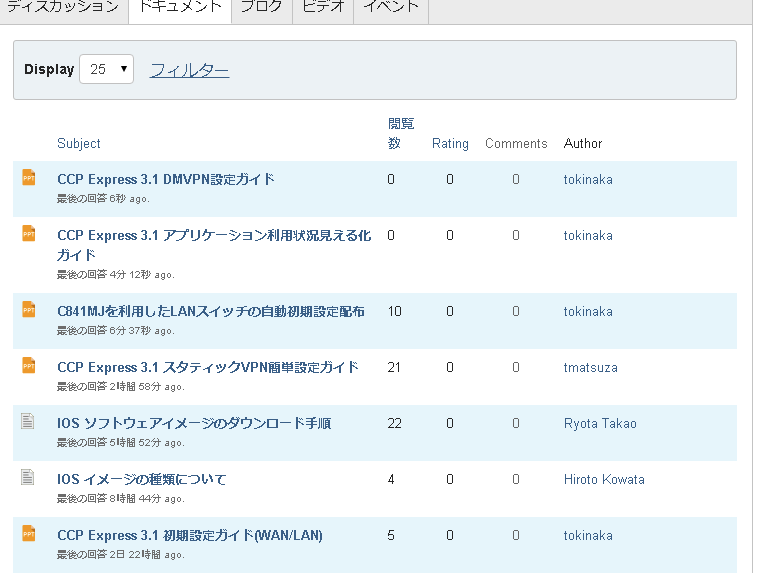 ディスカッション ドキュメント ブログ ビデオ イベント
Display 25 フィルター
Subject 閲覧数 Rating Comments Author
PPT CCP Express 3.1 DMVPN設定ガイド 0 0 0 tokinaka
最後の回答 6秒 ago.
PPT CCP Express 3.1 アプリケーション利用状況見える化 0 0 0 tokinaka
ガイド
最後の回答 4分 12秒 ago.
PPT C841MJを利用したLANスイッチの自動初期設定配布 10 0 0 tokinaka
最後の回答 6分 37秒 ago.
PPT CCP Express 3.1 スタティックVPN簡単設定ガイド 21 0 0 tmatsuza
最後の回答 2時間 58分 ago.
IOS ソフトウェアイメージのダウンロード手順 22 0 0 Ryota Takao
最後の回答 5時間 52分 ago.
IOS イメージの種類について 4 0 0 Hiroto Kowata
最後の回答 8時間 44分 ago.
PPT CCP Express 3.1 初期設定ガイド(WAN/LAN) 5 0 0 tokinaka
最後の回答 2日 22時間 ago.